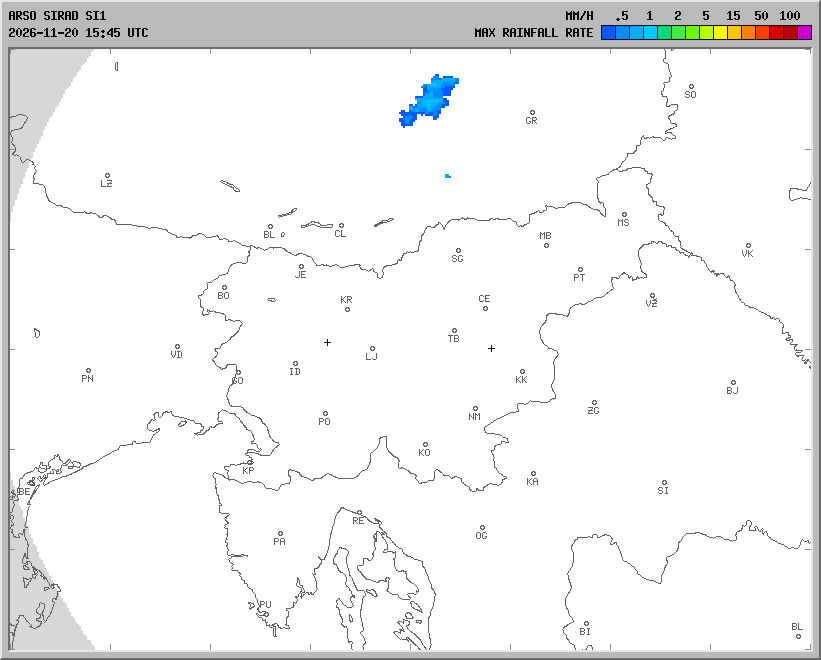 ARSO SIRAD SI1
2026-11-20 15:45 UTC
MM/H .5 1 2 5 15 50 100
MAX RAINFALL RATE
SO
GR
LZ
MS
BL
CL
MB
VK
SG
JE
PT
BO
KR
CE
VŽ
TB
VD
LJ
ID
PN
GO
KK
BJ
ZG
NM
PO
KO
KP
KA
BE
SI
RE
OG
PA
PU
BI
BL